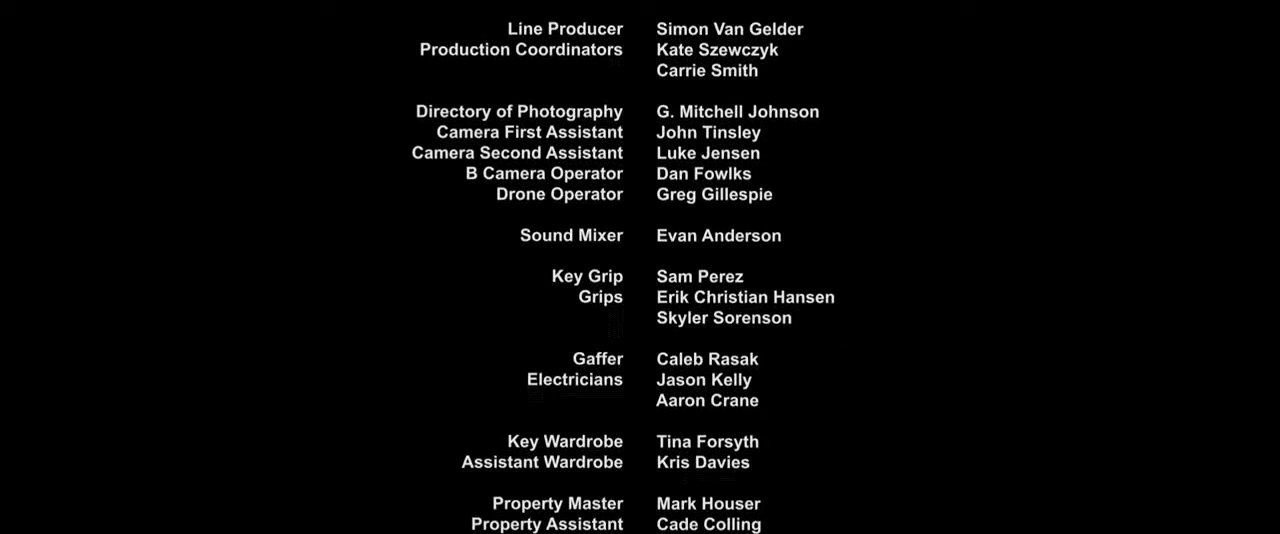 Line Producer Simon Van Gelder
Production Coordinators Kate Szewczyk
Carrie Smith
Directory of Photography G. Mitchell Johnson
Camera First Assistant John Tinsley
Camera Second Assistant Luke Jensen
B Camera Operator Dan Fowlks
Drone Operator Greg Gillespie
Sound Mixer Evan Anderson
Key Grip Sam Perez
Grips Erik Christian Hansen
Skyler Sorenson
Gaffer Caleb Rasak
Electricians Jason Kelly
Aaron Crane
Key Wardrobe Tina Forsyth
Assistant Wardrobe Kris Davies
Property Master Mark Houser
Property Assistant Cade Colling